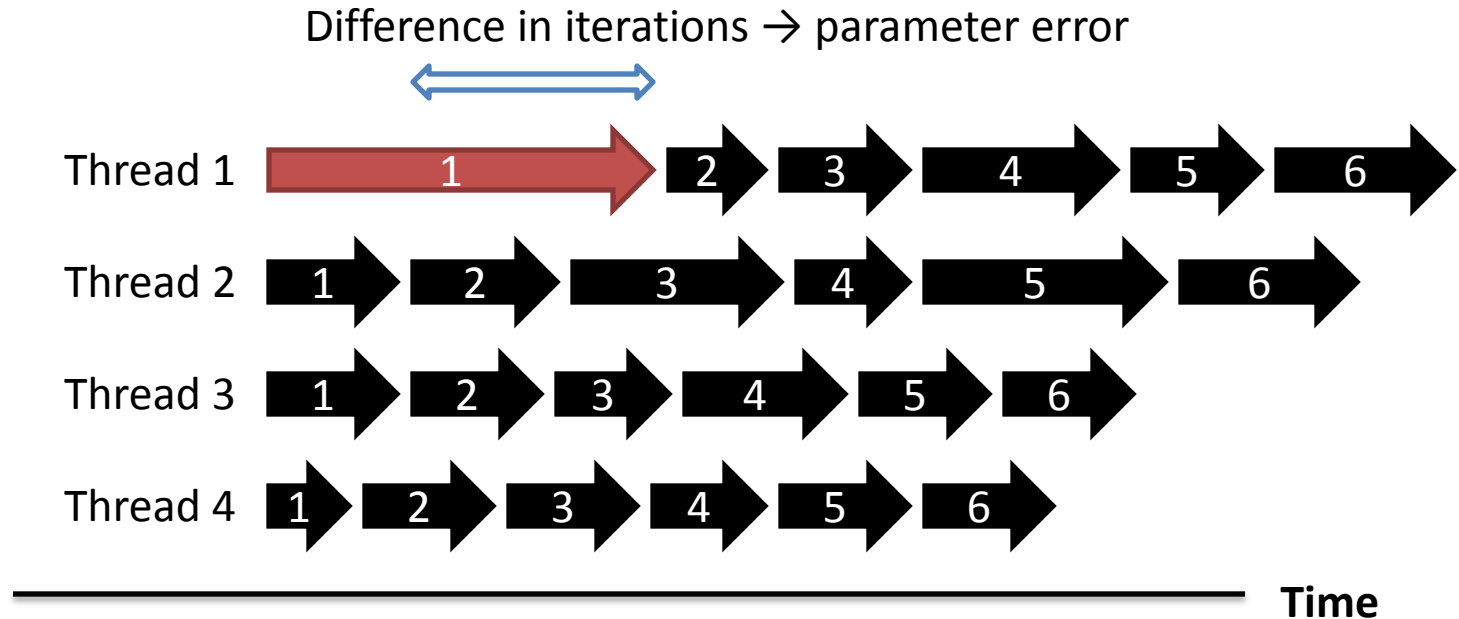 Difference in iterations → parameter error
Thread 1 1 2 3 4 5 6
Thread 2 1 2 3 4 5 6
Thread 3 1 2 3 4 5 6
Thread 4 1 2 3 4 5 6
Time